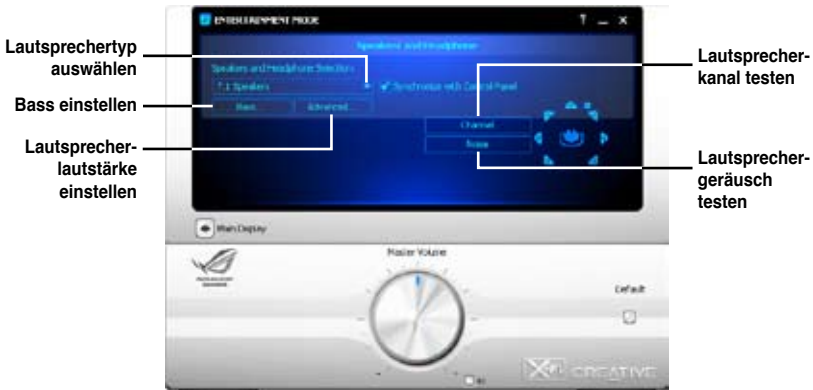 ENTERTAINMENT MODE
Speakers and Headphone
Lautsprechertyp
auswählen
Speakers and Headphone Selection
7.1 Speakers
Synchronize with Control Panel
Bass einstellen
Bass
Advanced
Lautsprecher-
lautstärke
einstellen
Lautsprecher-
kanal testen
Channel
Noise
Lautsprecher-
geräusch
testen
Main Display
Master Volume
Default
X-Fi CREATIVE